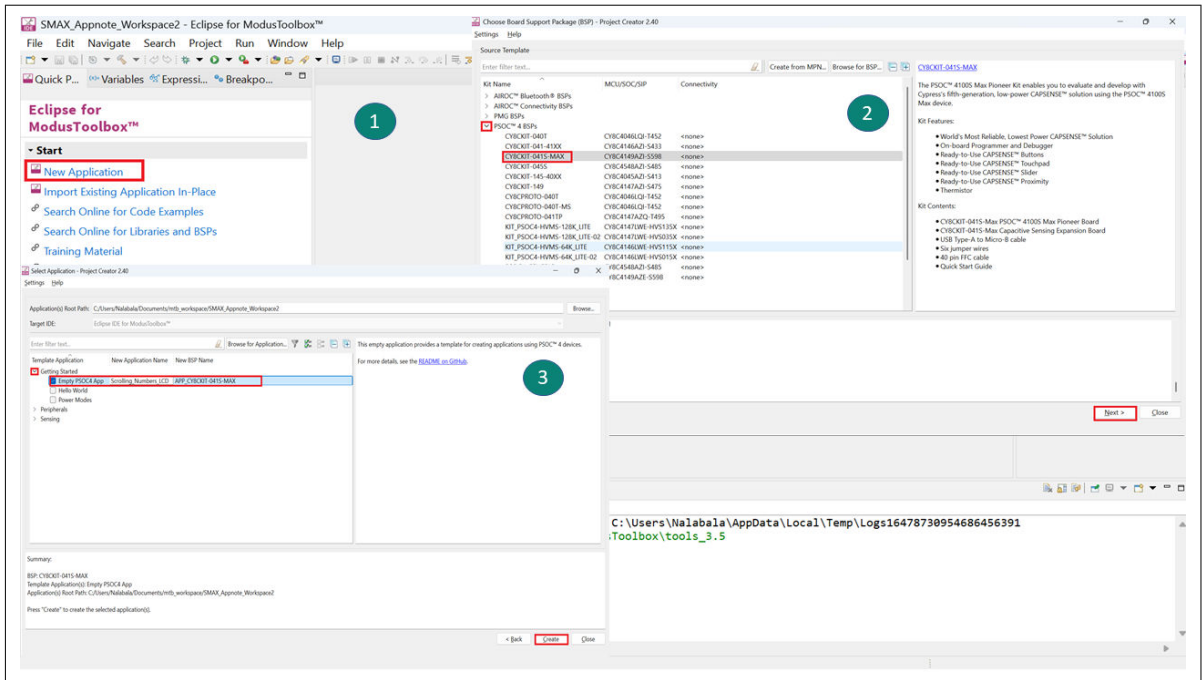 SMAX_Appnote_Workspace2 - Eclipse for ModusToolbox™
File Edit Navigate Search Project Run Window Help
Quick P... Variables Expressi... Breakpo...
Eclipse for
ModusToolbox™
Start
New Application
Import Existing Application In-Place
Search Online for Code Examples
Search Online for Libraries and BSPs
Training Material
1
Choose Board Support Package (BSP) - Project Creator 2.40
Settings Help
Source Template
Enter filter text...
Create from MPN... Browse for BSP...
Kit Name MCU/SOC/SIP Connectivity
AIROC™ Bluetooth® BSPs
AIROC™ Connectivity BSPs
PMG BSPs
PSOC™ 4 BSPs
CY8CKIT-040T CY8C4046LQI-T452 <none>
CY8CKIT-041-41XX CY8C4146AZI-S433 <none>
CY8CKIT-041S-MAX CY8C4149AZI-S598 <none>
CY8CKIT-045S CY8C4548AZI-S485 <none>
CY8CKIT-145-40XX CY8C4045AZI-S413 <none>
CY8CKIT-149 CY8C4147AZI-S475 <none>
CY8CPROTO-040T CY8C4046LQI-T452 <none>
CY8CPROTO-040T-MS CY8C4046LQI-T452 <none>
CY8CPROTO-041TP CY8C4147AZQ-T495 <none>
KIT_PSOC4-HVMS-128K_LITE CY8C4147LWE-HVS135X <none>
KIT_PSOC4-HVMS-128K_LITE-02 CY8C4147LWE-HVS035X <none>
KIT_PSOC4-HVMS-64K_LITE CY8C4146LWE-HVS115X <none>
KIT_PSOC4-HVMS-64K_LITE-02 CY8C4146LWE-HVS015X <none>
Y8C4548AZI-S485 <none>
Y8C4149AZE-S598 <none>
2
CY8CKIT-041S-MAX
The PSOC™ 4100S Max Pioneer Kit enables you to evaluate and develop with
Cypress's fifth-generation, low-power CAPSENSE™ solution using the PSOC™ 4100S
Max device.
Kit Features:
●World's Most Reliable, Lowest Power CAPSENSE™ Solution
●On-board Programmer and Debugger
●Ready-to-Use CAPSENSE™ Buttons
●Ready-to-Use CAPSENSE™ Touchpad
●Ready-to-Use CAPSENSE™ Slider
●Ready-to-Use CAPSENSE™ Proximity
●Thermistor
Kit Contents:
●CY8CKIT-041S-Max PSOC™ 4100S Max Pioneer Board
●CY8CKIT-041S-Max Capacitive Sensing Expansion Board
●USB Type-A to Micro-B cable
●Six jumper wires
●40 pin FFC cable
●Quick Start Guide
Next > Close
Select Application - Project Creator 2.40
Settings Help
Application(s) Root Path: C:/Users/Nalabala/Documents/mtb_workspace/SMAX_Appnote_Workspace2 Browse...
Target IDE: Eclipse IDE for ModusToolbox™
Enter filter text... Browse for Application...
Template Application New Application Name New BSP Name
Getting Started
Empty PSOC4 App Scrolling_Numbers_LCD APP_CY8CKIT-041S-MAX
Hello World
Power Modes
Peripherals
Sensing
This empty application provides a template for creating applications using PSOC™ 4 devices.
For more details, see the README on GitHub.
3
Summary:
BSP: CY8CKIT-041S-MAX
Template Application(s): Empty PSOC4 App
Application(s) Root Path: C:/Users/Nalabala/Documents/mtb_workspace/SMAX_Appnote_Workspace2
Press "Create" to create the selected application(s).
< Back Create Close
C:\Users\Nalabala\AppData\Local\Temp\Logs16478730954686456391
sToolbox\tools_3.5